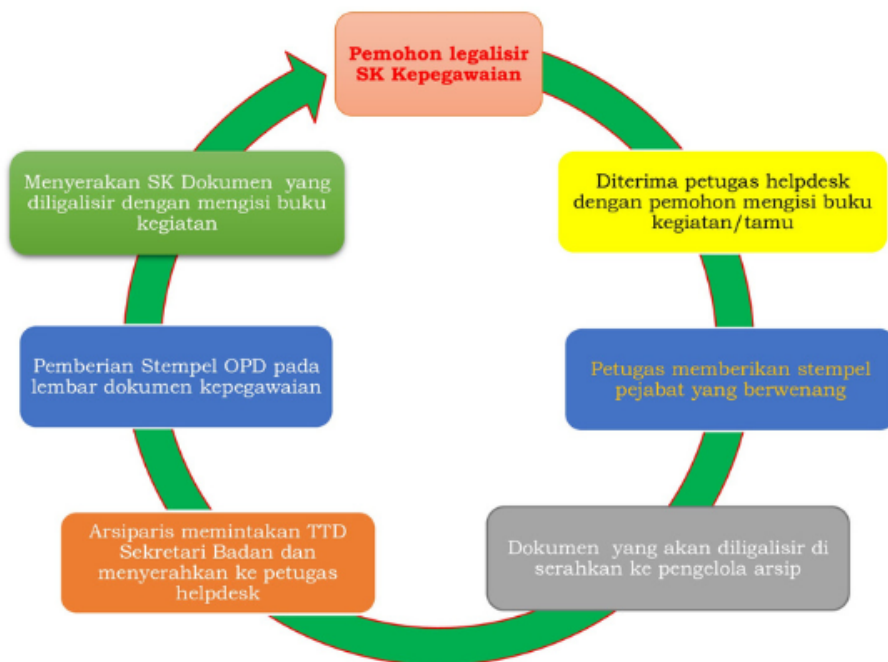 Pemohon legalisir
SK Kepegawaian
Diterima petugas helpdesk
dengan pemohon mengisi buku
kegiatan/tamu
Petugas memberikan stempel
pejabat yang berwenang
Dokumen yang akan diligalisir di
serahkan ke pengelola arsip
Arsiparis memintakan TTD
Sekretari Badan dan
menyerahkan ke petugas
helpdesk
Pemberian Stempel OPD pada
lembar dokumen kepegawaian
Menyerakan SK Dokumen yang
diligalisir dengan mengisi buku
kegiatan